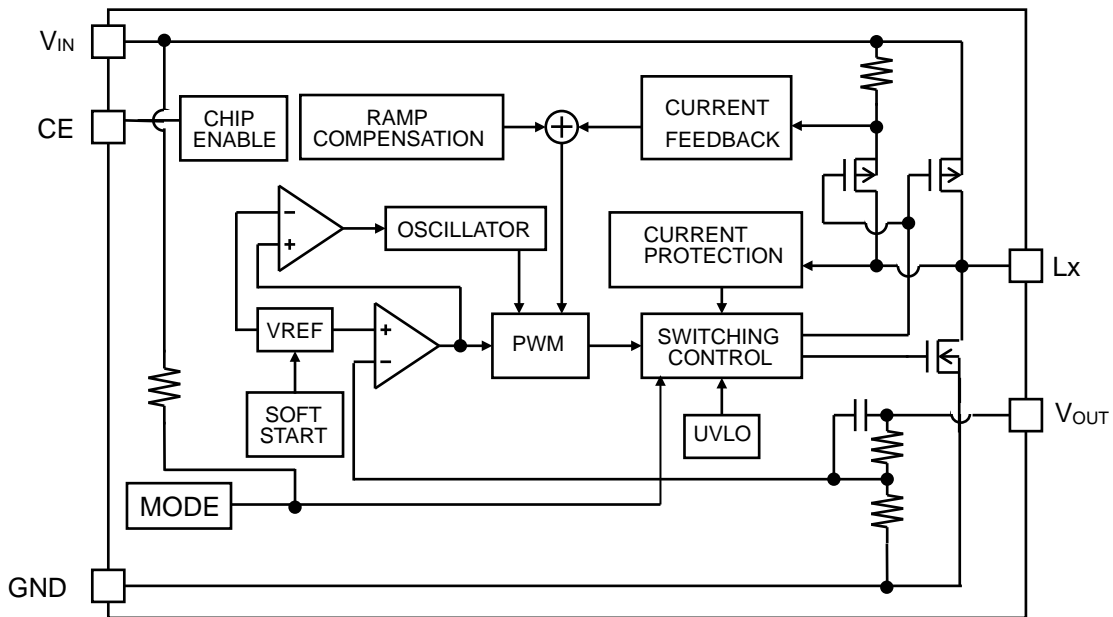 VIN
CE
CHIP
ENABLE
RAMP
COMPENSATION
+
CURRENT
FEEDBACK
−
+
OSCILLATOR
CURRENT
PROTECTION
Lx
VREF
+
−
PWM
SWITCHING
CONTROL
SOFT
START
UVLO
VOUT
MODE
GND